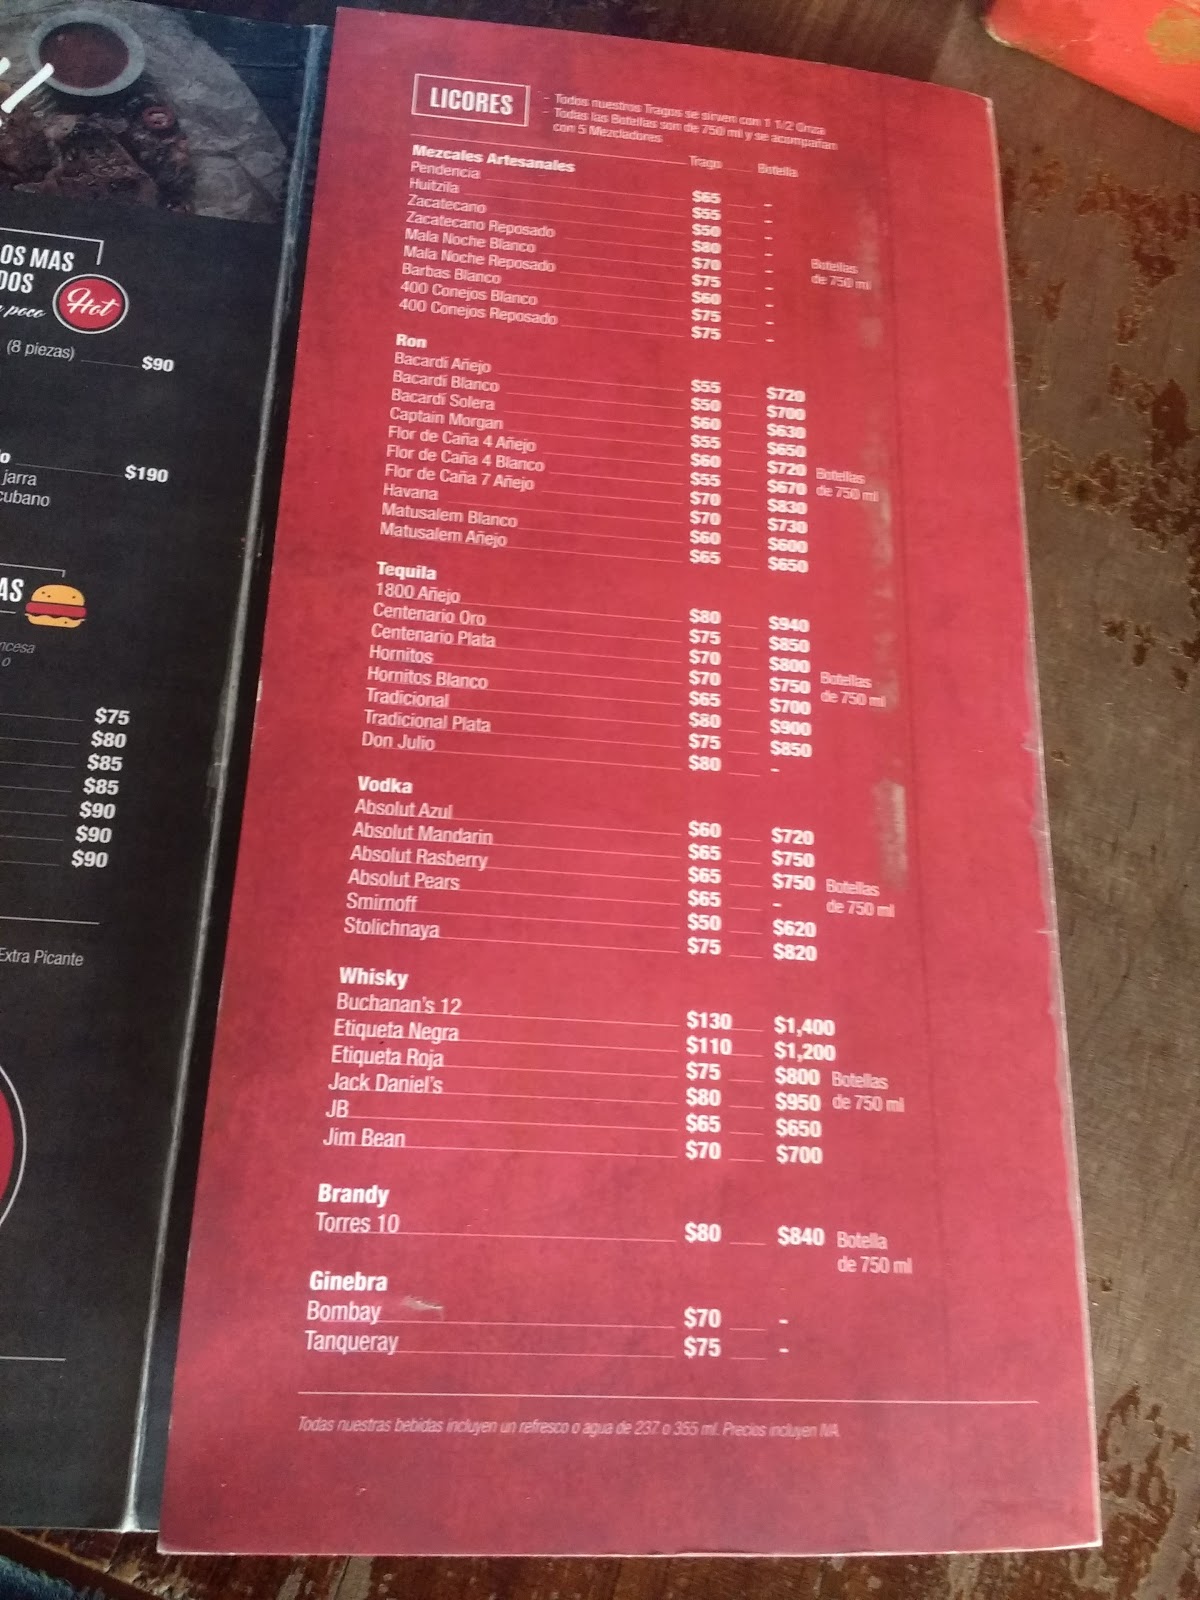 OS MAS
DOS
poco
Hot
(8 piezas) $90
$190
jarra
cubano
AS
ncesa
o
$75
$80
$85
$85
$90
$90
$90
Extra Picante
LICORES
- Todos nuestros Tragos se sirven con 1 1/2 Onza
- Todas las Botellas son de 750 ml y se acompañan
con 5 Mezcladores
Trago Botella
Mezcales Artesanales
Pendencia $65 -
Huitzila $55 -
Zacatecano $50 -
Zacatecano Reposado $80 -
Mala Noche Blanco $70 -
Mala Noche Reposado $75 -
Barbas Blanco $60 -
400 Conejos Blanco $75 -
400 Conejos Reposado $75 -
Botellas
de 750 ml
Ron
Bacardí Añejo $55 $720
Bacardí Blanco $50 $700
Bacardí Solera $60 $630
Captain Morgan $55 $650
Flor de Caña 4 Añejo $60 $720
Flor de Caña 4 Blanco $55 $670
Flor de Caña 7 Añejo $70 $830
Havana $70 $730
Matusalem Blanco $60 $600
Matusalem Añejo $65 $650
Botellas
de 750 ml
Tequila
1800 Añejo $80 $940
Centenario Oro $75 $850
Centenario Plata $70 $800
Hornitos $70 $750
Hornitos Blanco $65 $700
Tradicional $80 $900
Tradicional Plata $75 $850
Don Julio $80 -
Botellas
de 750 ml
Vodka
Absolut Azul $60 $720
Absolut Mandarin $65 $750
Absolut Rasberry $65 $750
Absolut Pears $65 -
Smirnoff $50 $620
Stolichnaya $75 $820
Botellas
de 750 ml
Whisky
Buchanan's 12 $130 $1,400
Etiqueta Negra $110 $1,200
Etiqueta Roja $75 $800
Jack Daniel's $80 $950
JB $65 $650
Jim Bean $70 $700
Botellas
de 750 ml
Brandy
Torres 10 $80 $840
Botella
de 750 ml
Ginebra
Bombay $70 -
Tanqueray $75 -
Todas nuestras bebidas incluyen un refresco o agua de 237 o 355 ml. Precios incluyen IVA